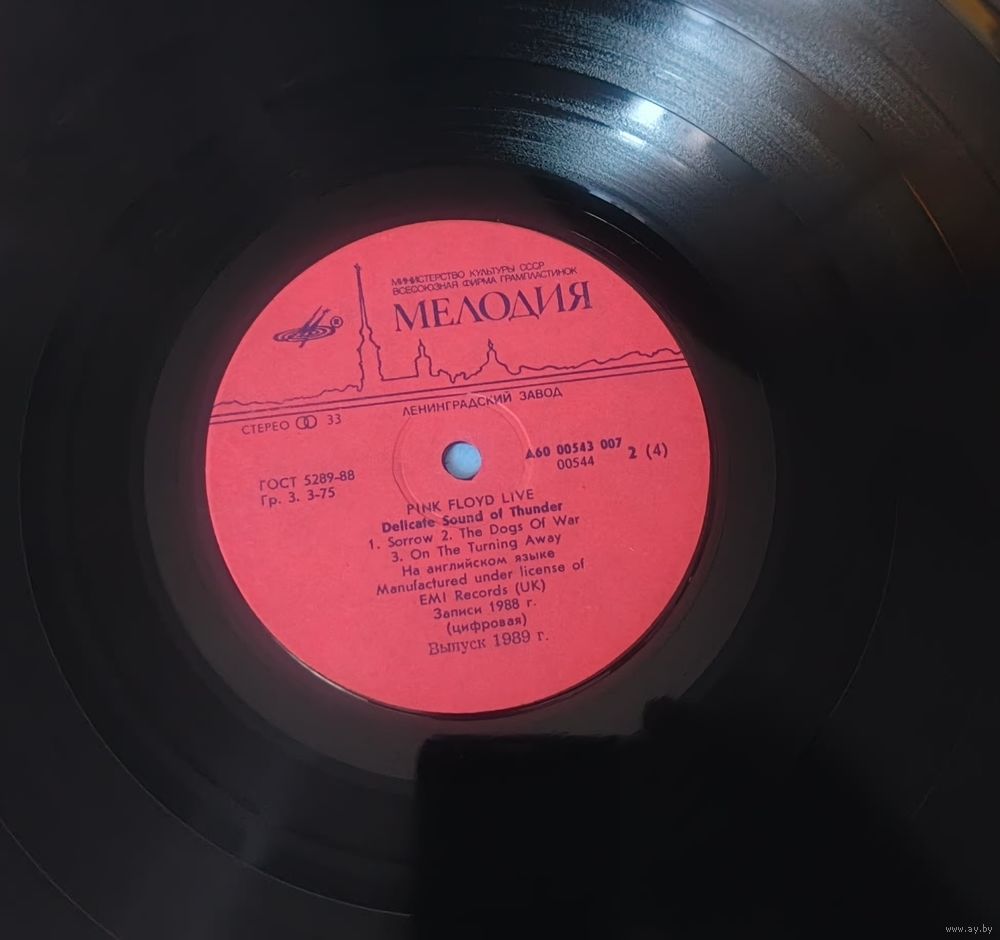 МИНИСТЕРСТВО КУЛЬТУРЫ СССР
ВСЕСОЮЗНАЯ ФИРМА ГРАМПЛАСТИНОК
МЕЛОДИЯ
®
ЛЕНИНГРАДСКИЙ ЗАВОД
СТЕРЕО 33
ГОСТ 5289-88
Гр. 3. 3-75
А60 00543 007
00544
2 (4)
PINK FLOYD LIVE
Delicate Sound of Thunder
1. Sorrow 2. The Dogs Of War
3. On The Turning Away
На английском языке
Manufactured under license of
EMI Records (UK)
Записи 1988 г.
(цифровая)
Выпуск 1989 г.
www.ay.by